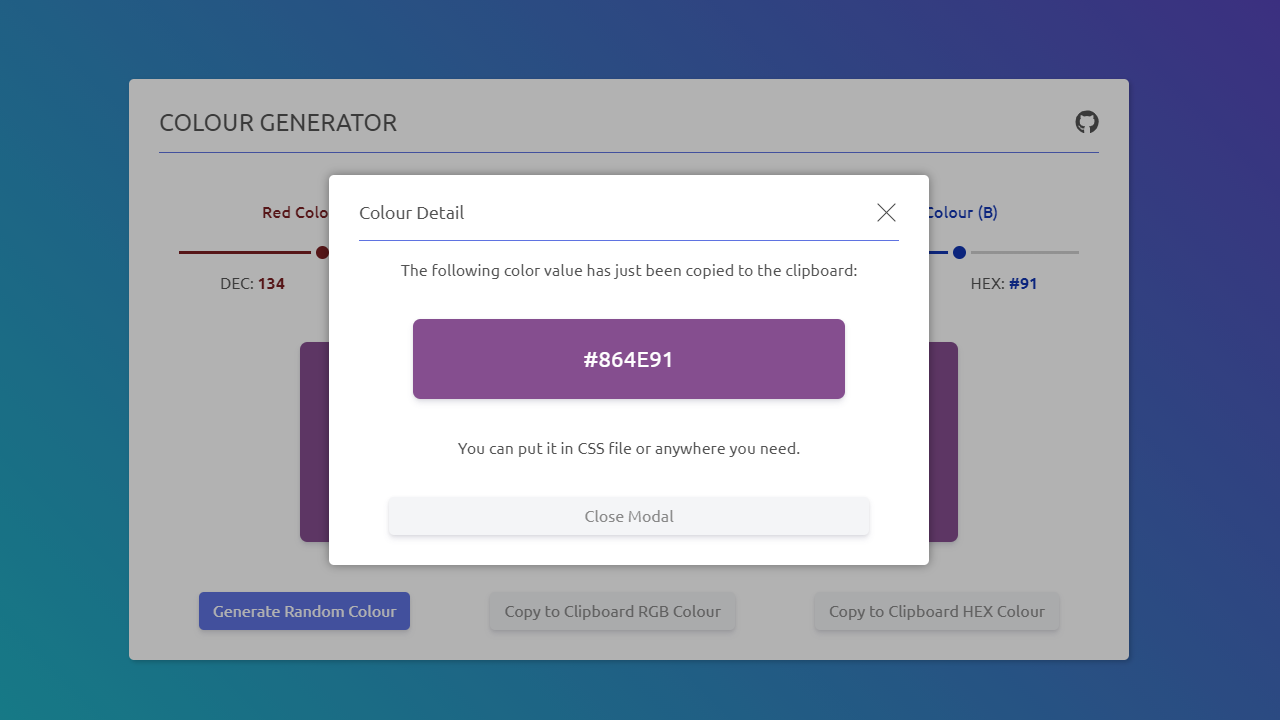 COLOUR GENERATOR
Colour Detail
Red Colo
Colour (B)
The following color value has just been copied to the clipboard:
DEC: 134
HEX: #91
#864E91
You can put it in CSS file or anywhere you need.
Close Modal
Generate Random Colour
Copy to Clipboard RGB Colour
Copy to Clipboard HEX Colour